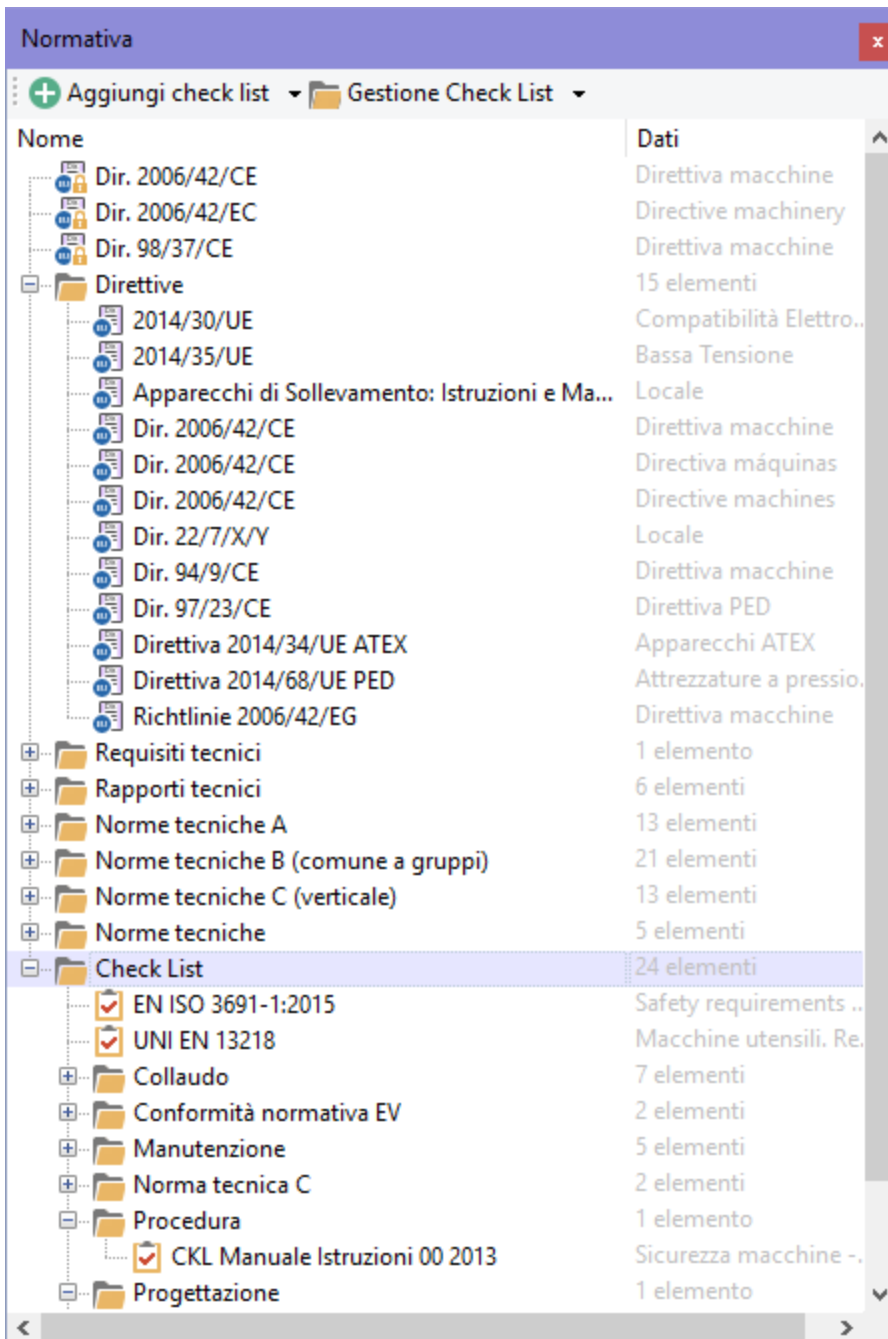 Normativa
Aggiungi check list Gestione Check List
Nome Dati
Dir. 2006/42/CE Direttiva macchine
Dir. 2006/42/EC Directive machinery
Dir. 98/37/CE Direttiva macchine
Direttive 15 elementi
2014/30/UE Compatibilità Elettro..
2014/35/UE Bassa Tensione
Apparecchi di Sollevamento: Istruzioni e Ma... Locale
Dir. 2006/42/CE Direttiva macchine
Dir. 2006/42/CE Directiva máquinas
Dir. 2006/42/CE Directive machines
Dir. 22/7/X/Y Locale
Dir. 94/9/CE Direttiva macchine
Dir. 97/23/CE Direttiva PED
Direttiva 2014/34/UE ATEX Apparecchi ATEX
Direttiva 2014/68/UE PED Attrezzature a pressio.
Richtlinie 2006/42/EG Direttiva macchine
Requisiti tecnici 1 elemento
Rapporti tecnici 6 elementi
Norme tecniche A 13 elementi
Norme tecniche B (comune a gruppi) 21 elementi
Norme tecniche C (verticale) 13 elementi
Norme tecniche 5 elementi
Check List 24 elementi
EN ISO 3691-1:2015 Safety requirements ..
UNI EN 13218 Macchine utensili. Re.
Collaudo 7 elementi
Conformità normativa EV 2 elementi
Manutenzione 5 elementi
Norma tecnica C 2 elementi
Procedura 1 elemento
CKL Manuale Istruzioni 00 2013 Sicurezza macchine -.
Progettazione 1 elemento